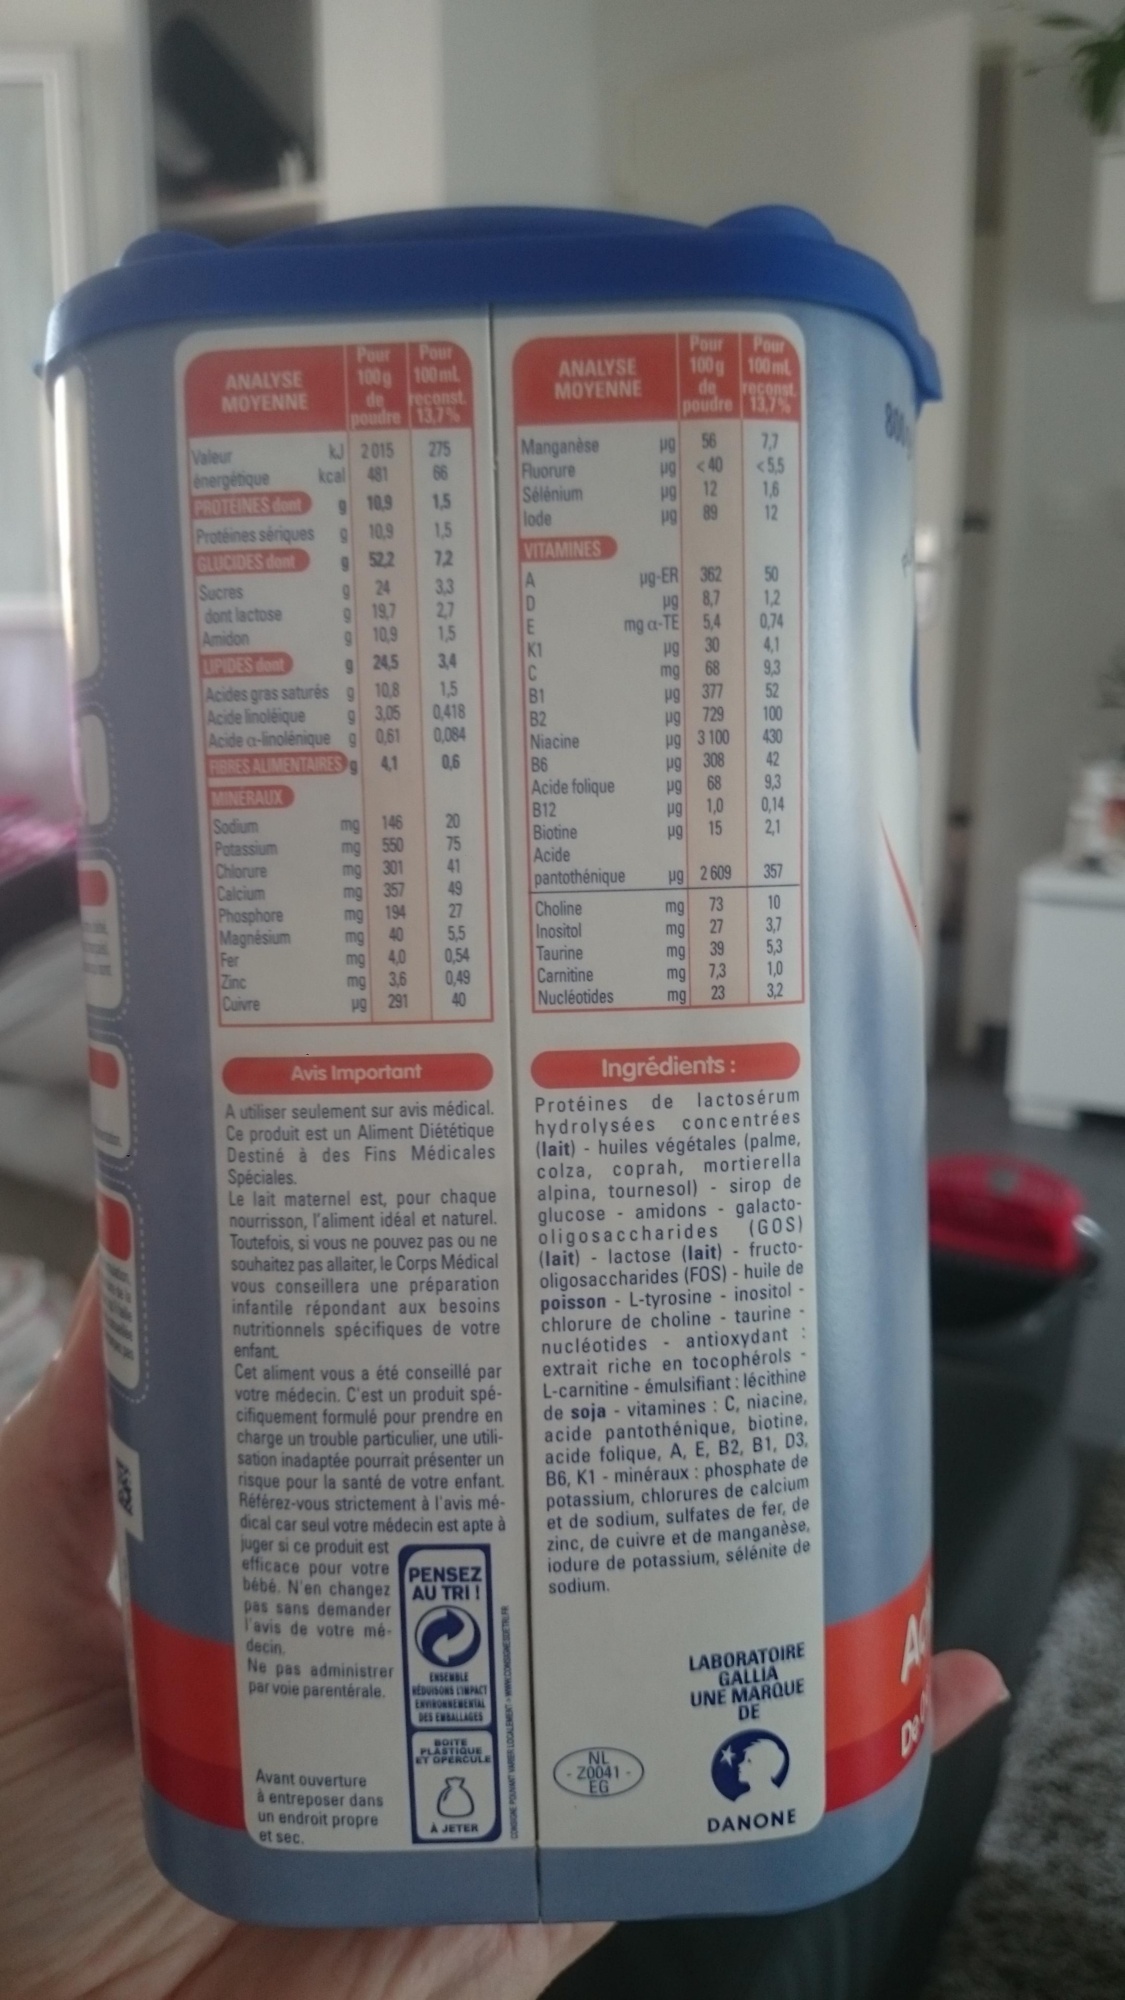 ANALYSE MOYENNE Pour 100 g de poudre Pour 100 mL reconst. 13,7%
Valeur énergétique kJ 2 015 275
kcal 481 66
PROTÉINES dont g 10,9 1,5
Protéines sériques g 10,9 1,5
GLUCIDES dont g 52,2 7,2
Sucres g 24 3,3
dont lactose g 19,7 2,7
Amidon g 10,9 1,5
LIPIDES dont g 24,5 3,4
Acides gras saturés g 10,8 1,5
Acide linoléique g 3,05 0,418
Acide α-linolénique g 0,61 0,084
FIBRES ALIMENTAIRES g 4,1 0,6
MINÉRAUX
Sodium mg 146 20
Potassium mg 550 75
Chlorure mg 301 41
Calcium mg 357 49
Phosphore mg 194 27
Magnésium mg 40 5,5
Fer mg 4,0 0,54
Zinc mg 3,6 0,49
Cuivre µg 291 40
Avis Important
A utiliser seulement sur avis médical.
Ce produit est un Aliment Diététique
Destiné à des Fins Médicales
Spéciales.
Le lait maternel est, pour chaque
nourrisson, l'aliment idéal et naturel.
Toutefois, si vous ne pouvez pas ou ne
souhaitez pas allaiter, le Corps Médical
vous conseillera une préparation
infantile répondant aux besoins
nutritionnels spécifiques de votre
enfant.
Cet aliment vous a été conseillé par
votre médecin. C'est un produit spé-
cifiquement formulé pour prendre en
charge un trouble particulier, une utili-
sation inadaptée pourrait présenter un
risque pour la santé de votre enfant.
Référez-vous strictement à l'avis mé-
dical car seul votre médecin est apte à
juger si ce produit est
efficace pour votre
bébé. N'en changez
pas sans demander
l'avis de votre mé-
decin.
Ne pas administrer
par voie parentérale.
Avant ouverture
à entreposer dans
un endroit propre
et sec.
PENSEZ
AU TRI !
ENSEMBLE
RÉDUISONS L'IMPACT
ENVIRONNEMENTAL
DES EMBALLAGES
BOITE
PLASTIQUE
ET OPERCULE
À JETER
CONSIGNE POUVANT VARIER LOCALEMENT > WWW.CONSIGNESDETRI.FR
ANALYSE MOYENNE Pour 100 g de poudre Pour 100 mL reconst. 13,7%
Manganèse µg 56 7,7
Fluorure µg < 40 < 5,5
Sélénium µg 12 1,6
Iode µg 89 12
VITAMINES
A µg-ER 362 50
D µg 8,7 1,2
E mg α-TE 5,4 0,74
K1 µg 30 4,1
C mg 68 9,3
B1 µg 377 52
B2 µg 729 100
Niacine µg 3 100 430
B6 µg 308 42
Acide folique µg 68 9,3
B12 µg 1,0 0,14
Biotine µg 15 2,1
Acide
pantothénique µg 2 609 357
Choline mg 73 10
Inositol mg 27 3,7
Taurine mg 39 5,3
Carnitine mg 7,3 1,0
Nucléotides mg 23 3,2
Ingrédients :
Protéines de lactosérum
hydrolysées concentrées
(lait) - huiles végétales (palme,
colza, coprah, mortierella
alpina, tournesol) - sirop de
glucose - amidons - galacto-
oligosaccharides (GOS)
(lait) - lactose (lait) - fructo-
oligosaccharides (FOS) - huile de
poisson - L-tyrosine - inositol -
chlorure de choline - taurine -
nucléotides - antioxydant :
extrait riche en tocophérols -
L-carnitine - émulsifiant : lécithine
de soja - vitamines : C, niacine,
acide pantothénique, biotine,
acide folique, A, E, B2, B1, D3,
B6, K1 - minéraux : phosphate de
potassium, chlorures de calcium
et de sodium, sulfates de fer, de
zinc, de cuivre et de manganèse,
iodure de potassium, sélénite de
sodium.
LABORATOIRE
GALLIA
UNE MARQUE
DE
DANONE
NL
- Z0041 -
EG
800g
De